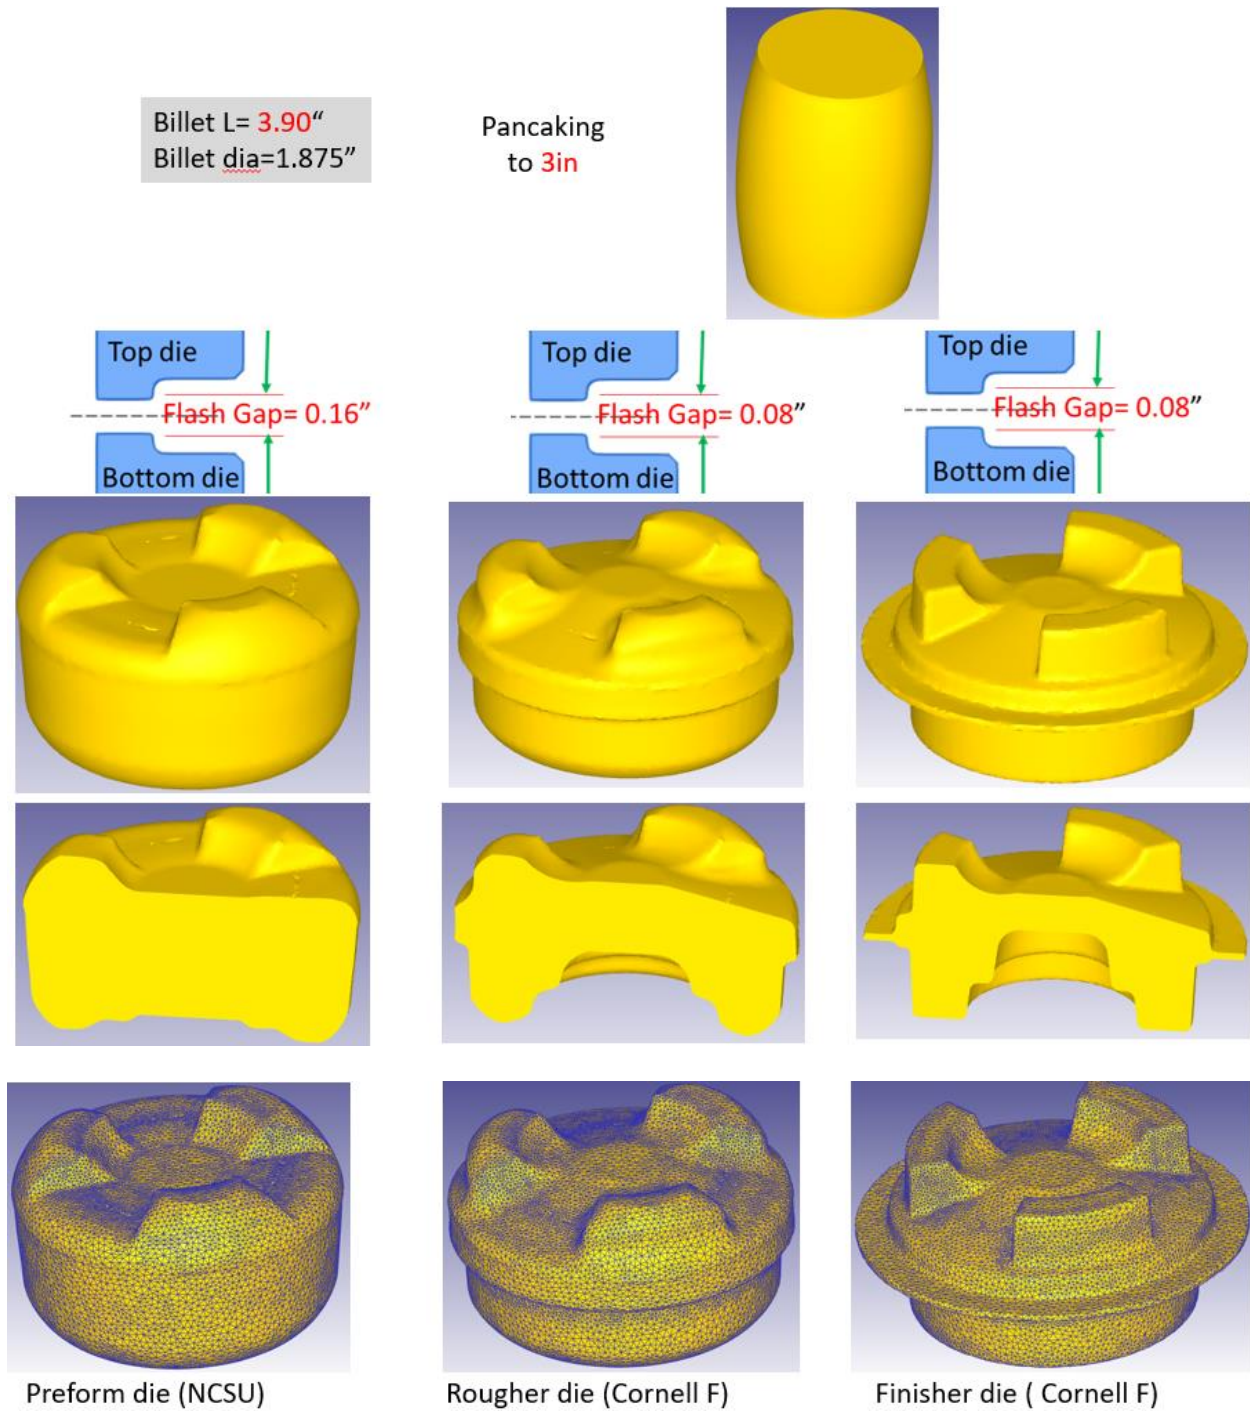 Billet L= 3.90“
Billet dia=1.875”
Pancaking
to 3in
Top die
Flash Gap= 0.16”
Bottom die
Top die
Flash Gap= 0.08”
Bottom die
Top die
Flash Gap= 0.08”
Bottom die
Preform die (NCSU)
Rougher die (Cornell F)
Finisher die ( Cornell F)